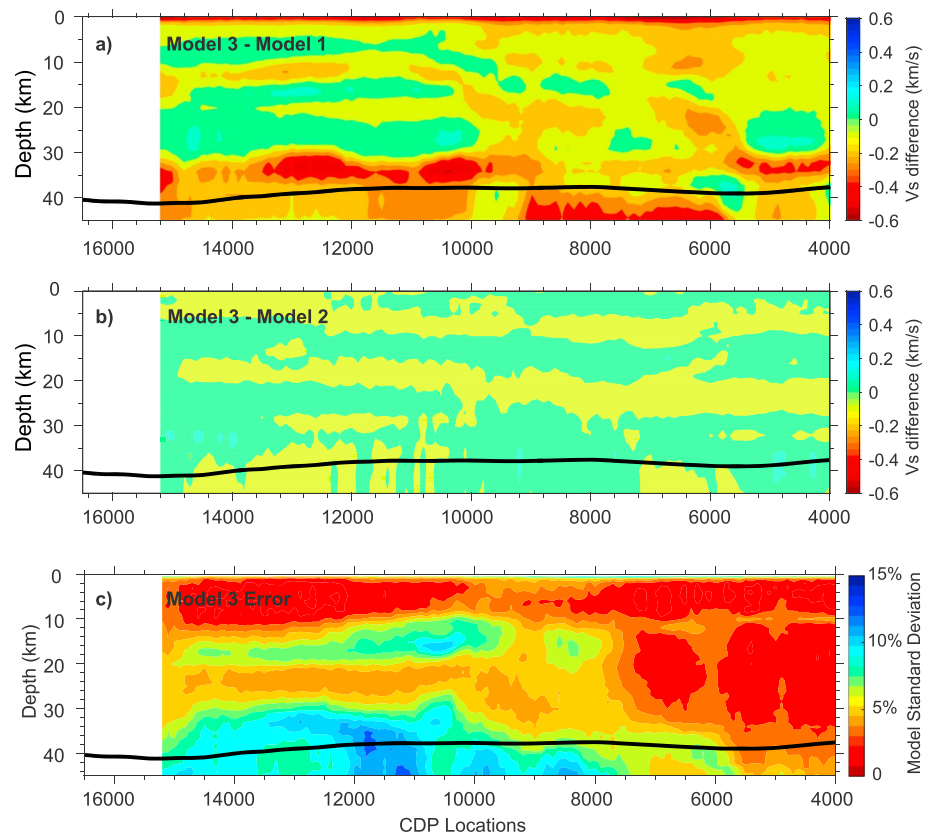 a) Model 3 - Model 1
Depth (km)
0
10
20
30
40
16000 14000 12000 10000 8000 6000 4000
0.6
0.4
0.2
0
-0.2
-0.4
-0.6
Vs difference (km/s)
b) Model 3 - Model 2
Depth (km)
0
10
20
30
40
16000 14000 12000 10000 8000 6000 4000
0.6
0.4
0.2
0
-0.2
-0.4
-0.6
Vs difference (km/s)
c) Model 3 Error
Depth (km)
0
10
20
30
40
16000 14000 12000 10000 8000 6000 4000
CDP Locations
15%
10%
5%
0
Model Standard Deviation